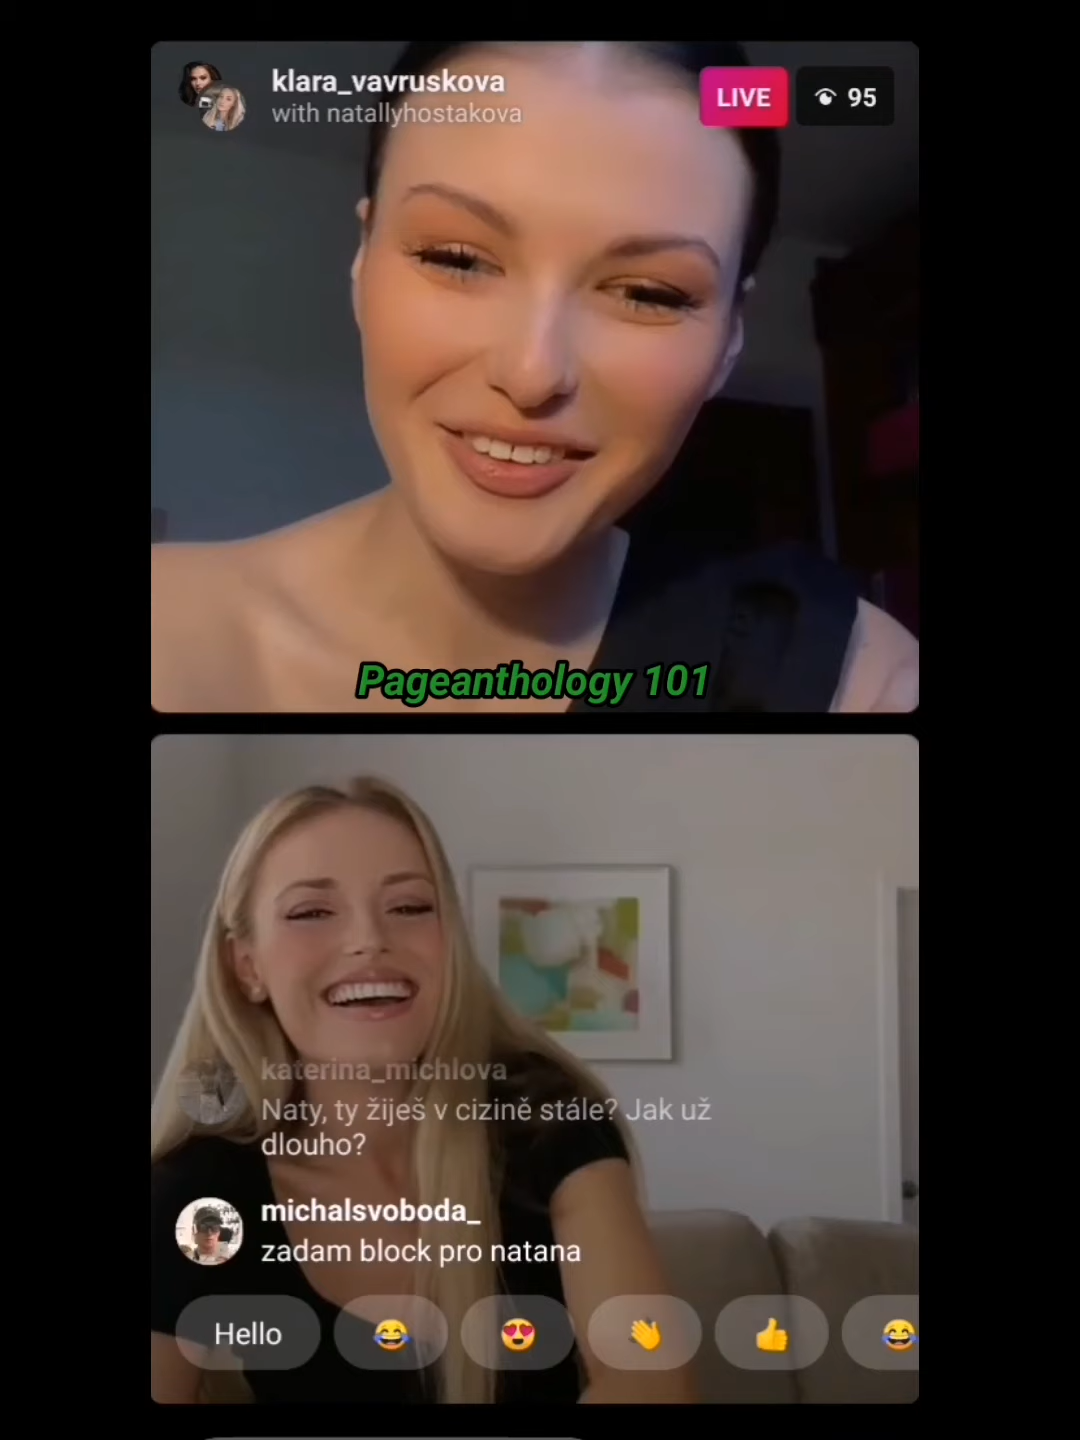 klara_vavruskova
with natallyhostakova
LIVE
95
Pageanthology 101
katerina_michlova
Naty, ty žiješ v cizině stále? Jak už
dlouho?
michalsvoboda_
zadam block pro natana
Hello